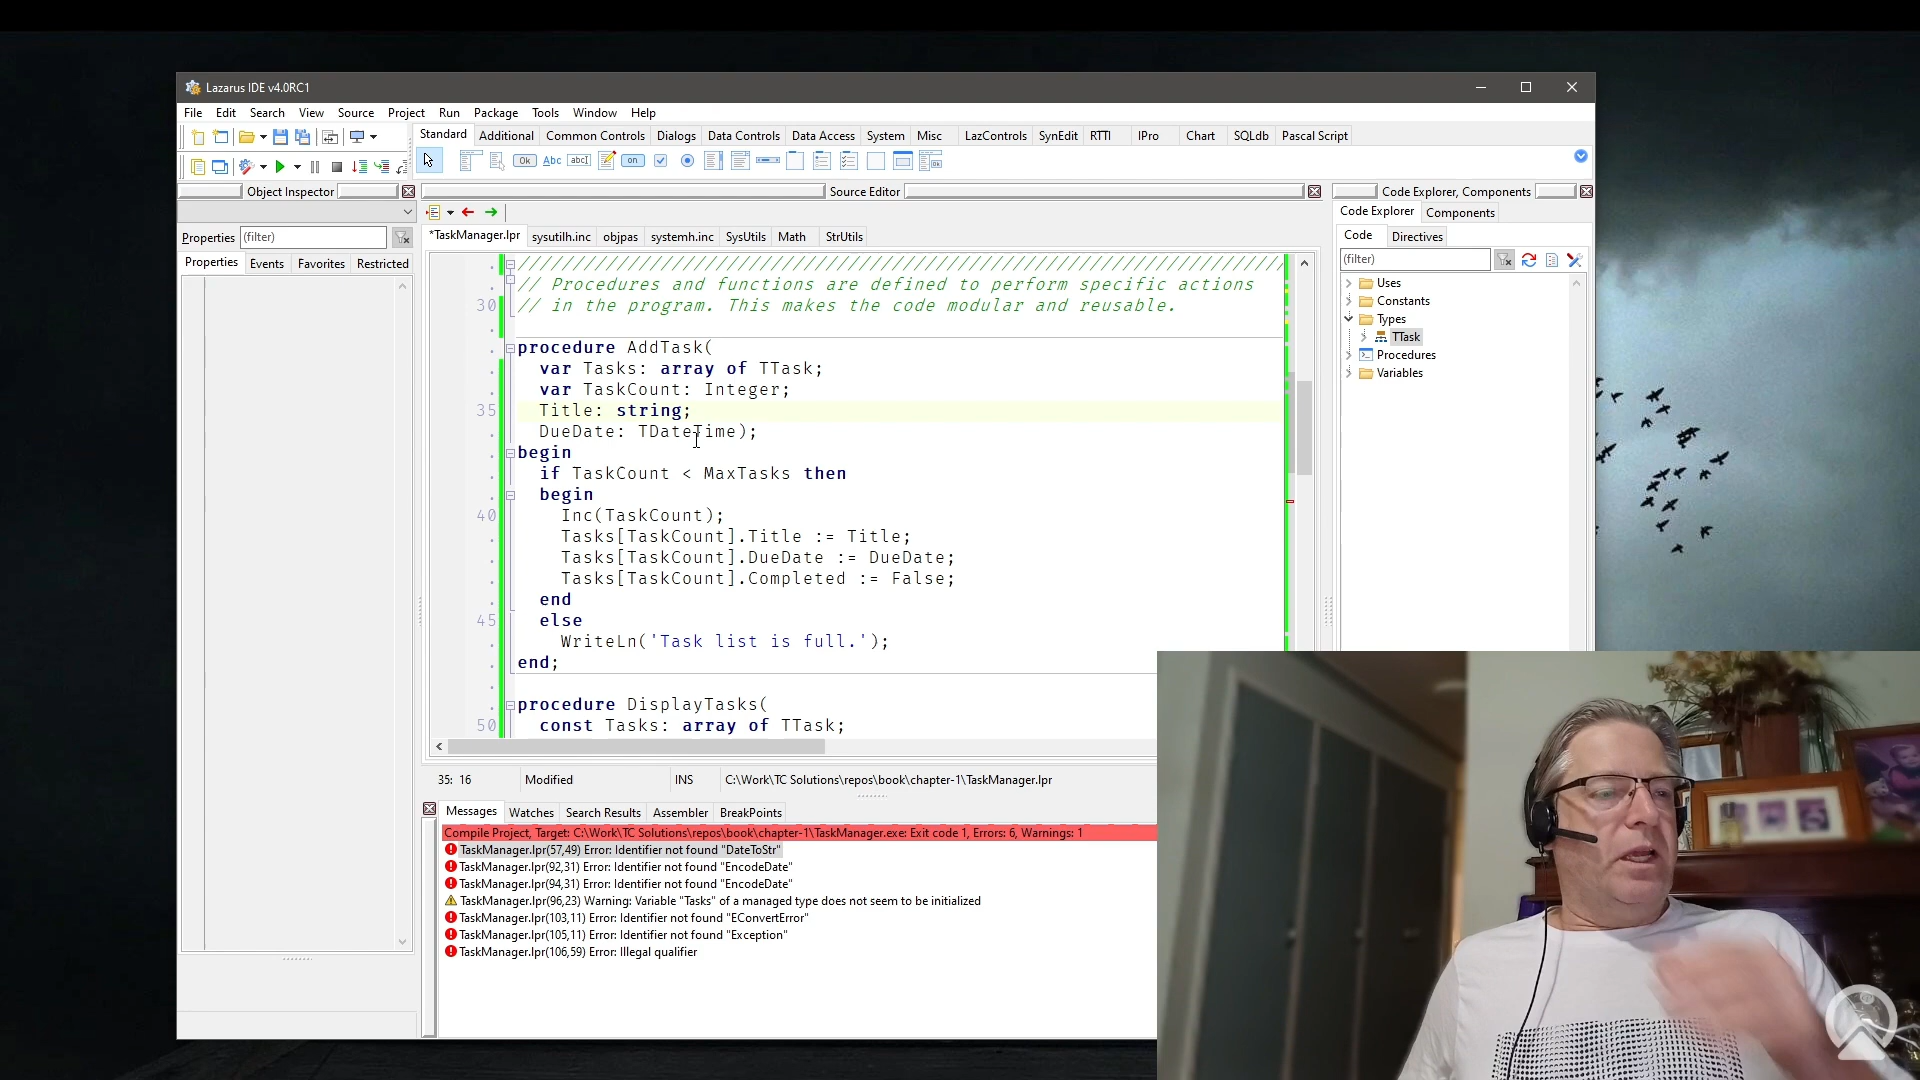 Lazarus IDE v4.0RC1
File Edit Search View Source Project Run Package Tools Window Help
Standard Additional Common Controls Dialogs Data Controls Data Access System Misc LazControls SynEdit RTTI IPro Chart SQLdb Pascal Script
Ok Abc abcI on
Object Inspector
Source Editor
Code Explorer, Components
Code Explorer Components
Properties (filter)
*TaskManager.lpr sysutilh.inc objpas systemh.inc SysUtils Math StrUtils
Code Directives
Properties Events Favorites Restricted
(filter)
Uses
Constants
Types
TTask
Procedures
Variables
////////////////////////////////////////////////////////////////////////////////
// Procedures and functions are defined to perform specific actions
30 // in the program. This makes the code modular and reusable.
procedure AddTask(
var Tasks: array of TTask;
var TaskCount: Integer;
35 Title: string;
DueDate: TDateTime);
begin
if TaskCount < MaxTasks then
begin
40 Inc(TaskCount);
Tasks[TaskCount].Title := Title;
Tasks[TaskCount].DueDate := DueDate;
Tasks[TaskCount].Completed := False;
end
45 else
WriteLn('Task list is full.');
end;
procedure DisplayTasks(
50 const Tasks: array of TTask;
35: 16 Modified INS C:\Work\TC Solutions\repos\book\chapter-1\TaskManager.lpr
Messages Watches Search Results Assembler BreakPoints
Compile Project, Target: C:\Work\TC Solutions\repos\book\chapter-1\TaskManager.exe: Exit code 1, Errors: 6, Warnings: 1
TaskManager.lpr(57,49) Error: Identifier not found "DateToStr"
TaskManager.lpr(92,31) Error: Identifier not found "EncodeDate"
TaskManager.lpr(94,31) Error: Identifier not found "EncodeDate"
TaskManager.lpr(96,23) Warning: Variable "Tasks" of a managed type does not seem to be initialized
TaskManager.lpr(103,11) Error: Identifier not found "EConvertError"
TaskManager.lpr(105,11) Error: Identifier not found "Exception"
TaskManager.lpr(106,59) Error: Illegal qualifier